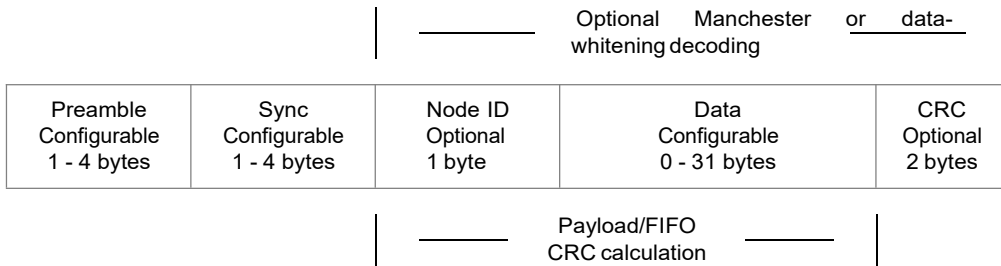 Optional Manchester or data-
whitening decoding
Preamble
Configurable
1 - 4 bytes
Sync
Configurable
1 - 4 bytes
Node ID
Optional
1 byte
Data
Configurable
0 - 31 bytes
CRC
Optional
2 bytes
Payload/FIFO
CRC calculation